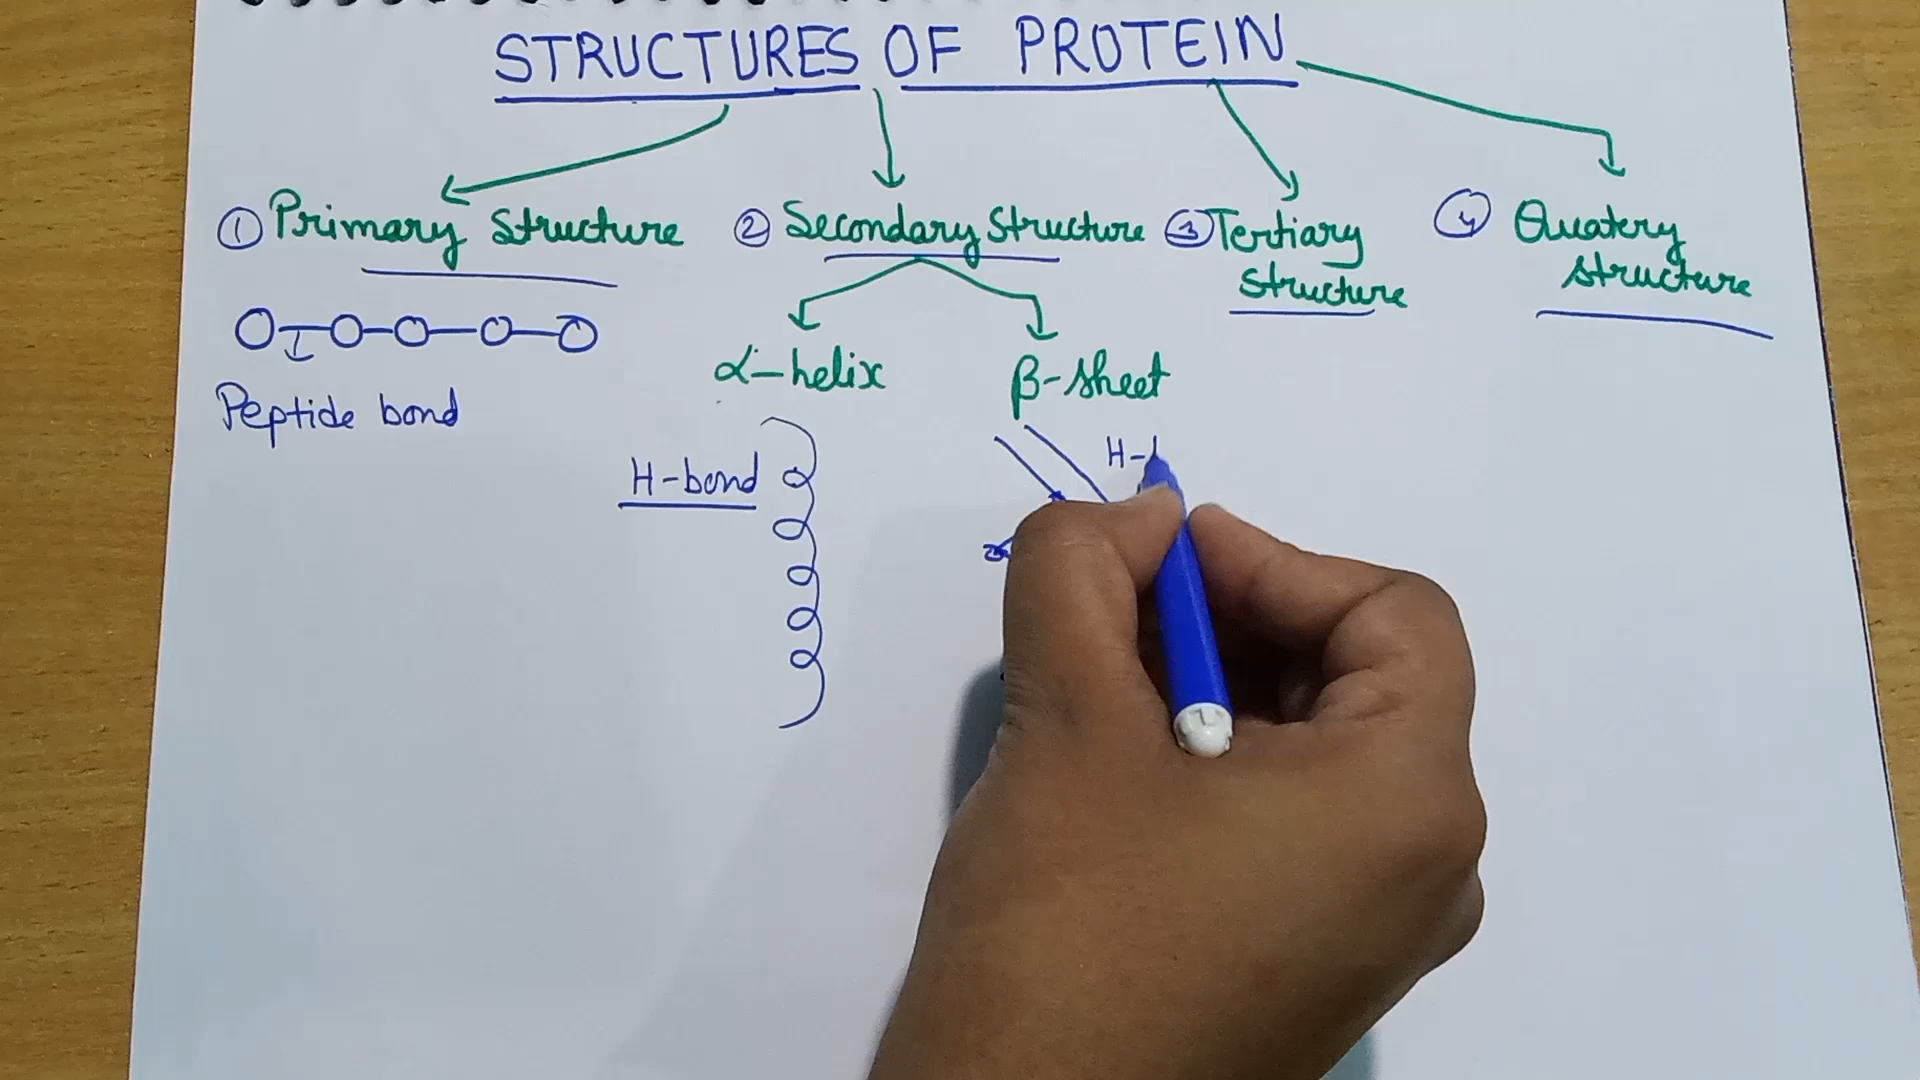 STRUCTURES OF PROTEIN
① Primary Structure
② Secondary Structure
③ Tertiary
structure
④ Quatery
structure
α-helix
β-sheet
Peptide bond
H-bond
H-